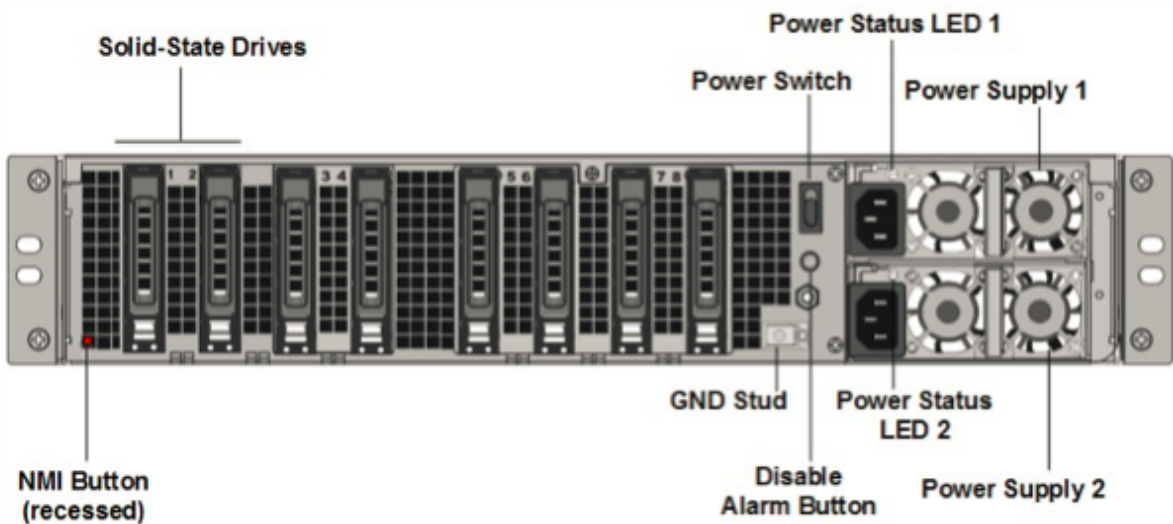 Power Status LED 1
Solid-State Drives
Power Switch
Power Supply 1
1 2
3 4
5 6
7 8
GND Stud
Power Status
LED 2
NMI Button
(recessed)
Disable
Alarm Button
Power Supply 2